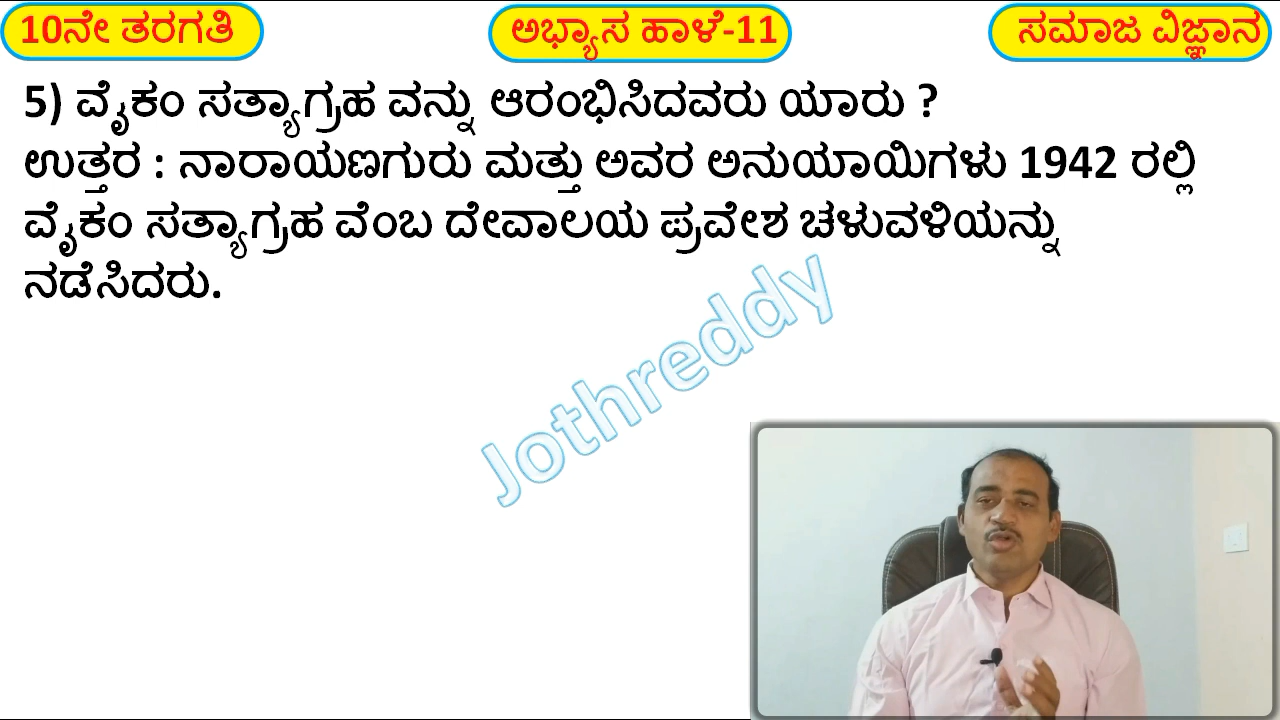 10ನೇ ತರಗತಿ
ಅಭ್ಯಾಸ ಹಾಳೆ-11
ಸಮಾಜ ವಿಜ್ಞಾನ
5) ವೈಕಂ ಸತ್ಯಾಗ್ರಹ ವನ್ನು ಆರಂಭಿಸಿದವರು ಯಾರು ?
ಉತ್ತರ : ನಾರಾಯಣಗುರು ಮತ್ತು ಅವರ ಅನುಯಾಯಿಗಳು 1942 ರಲ್ಲಿ
ವೈಕಂ ಸತ್ಯಾಗ್ರಹ ವೆಂಬ ದೇವಾಲಯ ಪ್ರವೇಶ ಚಳುವಳಿಯನ್ನು
ನಡೆಸಿದರು.
Jothreddy